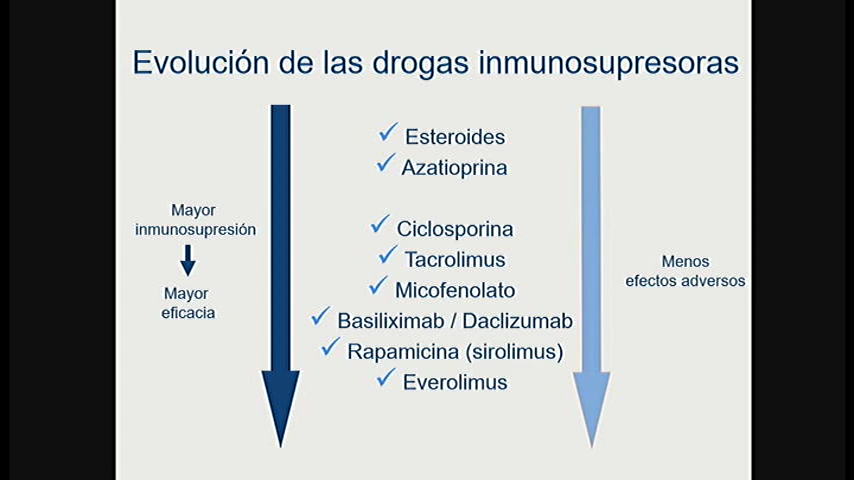 Evolución de las drogas inmunosupresoras
Esteroides
Azatioprina
Mayor
inmunosupresión
Mayor
eficacia
Ciclosporina
Tacrolimus
Micofenolato
Basiliximab / Daclizumab
Rapamicina (sirolimus)
Everolimus
Menos
efectos adversos